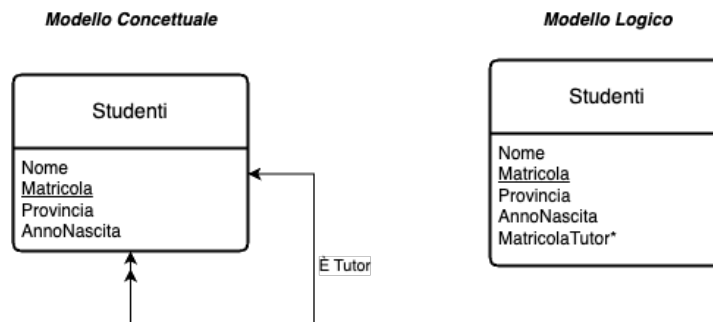 Modello Concettuale
Modello Logico
Studenti
Nome
Matricola
Provincia
AnnoNascita
È Tutor
Studenti
Nome
Matricola
Provincia
AnnoNascita
MatricolaTutor*